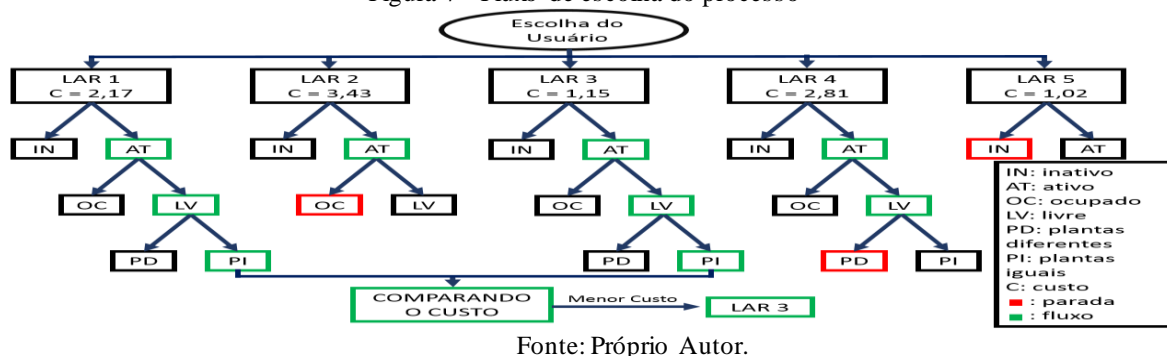 Escolha do
Usuário
LAR 1
C = 2,17
LAR 2
C = 3,43
LAR 3
C = 1,15
LAR 4
C = 2,81
LAR 5
C = 1,02
IN
AT
IN
AT
IN
AT
IN
AT
IN
AT
OC
LV
OC
LV
OC
LV
OC
LV
PD
PI
PD
PI
PD
PI
COMPARANDO
O CUSTO
Menor Custo
LAR 3
IN: inativo
AT: ativo
OC: ocupado
LV: livre
PD: plantas
diferentes
PI: plantas
iguais
C: custo
: parada
: fluxo
Fonte: Próprio Autor.